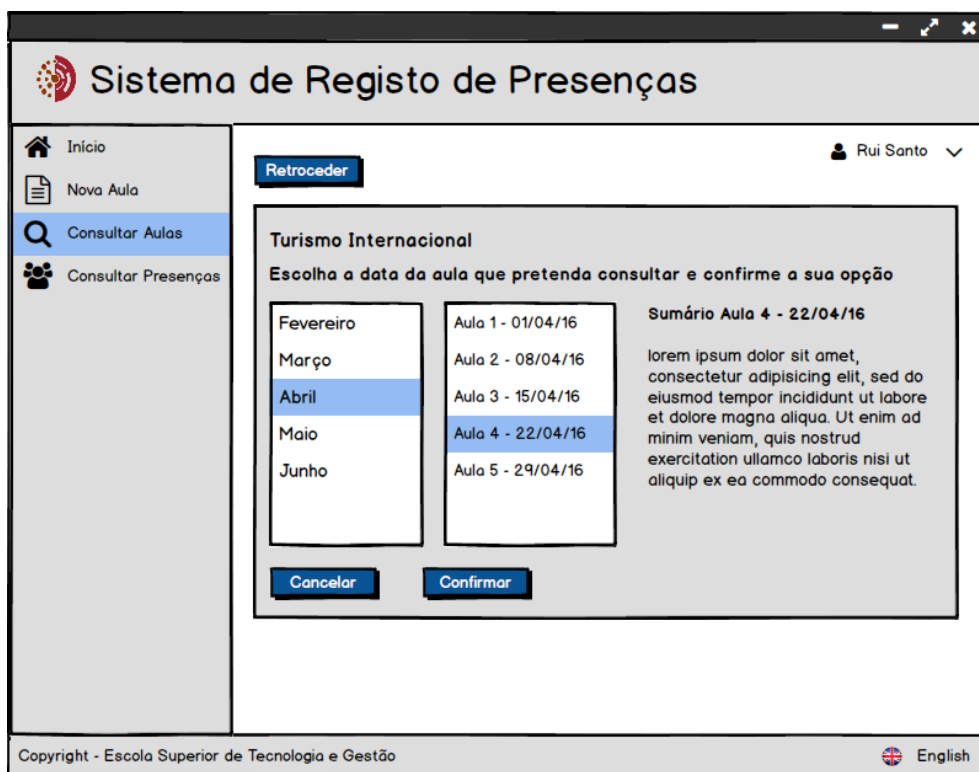 Sistema de Registo de Presenças
Início
Nova Aula
Consultar Aulas
Consultar Presenças
Rui Santo
Retroceder
Turismo Internacional
Escolha a data da aula que pretenda consultar e confirme a sua opção
Fevereiro
Março
Abril
Maio
Junho
Aula 1 - 01/04/16
Aula 2 - 08/04/16
Aula 3 - 15/04/16
Aula 4 - 22/04/16
Aula 5 - 29/04/16
Sumário Aula 4 - 22/04/16
lorem ipsum dolor sit amet,
consectetur adipisicing elit, sed do
eiusmod tempor incididunt ut labore
et dolore magna aliqua. Ut enim ad
minim veniam, quis nostrud
exercitation ullamco laboris nisi ut
aliquip ex ea commodo consequat.
Cancelar
Confirmar
Copyright - Escola Superior de Tecnologia e Gestão
English